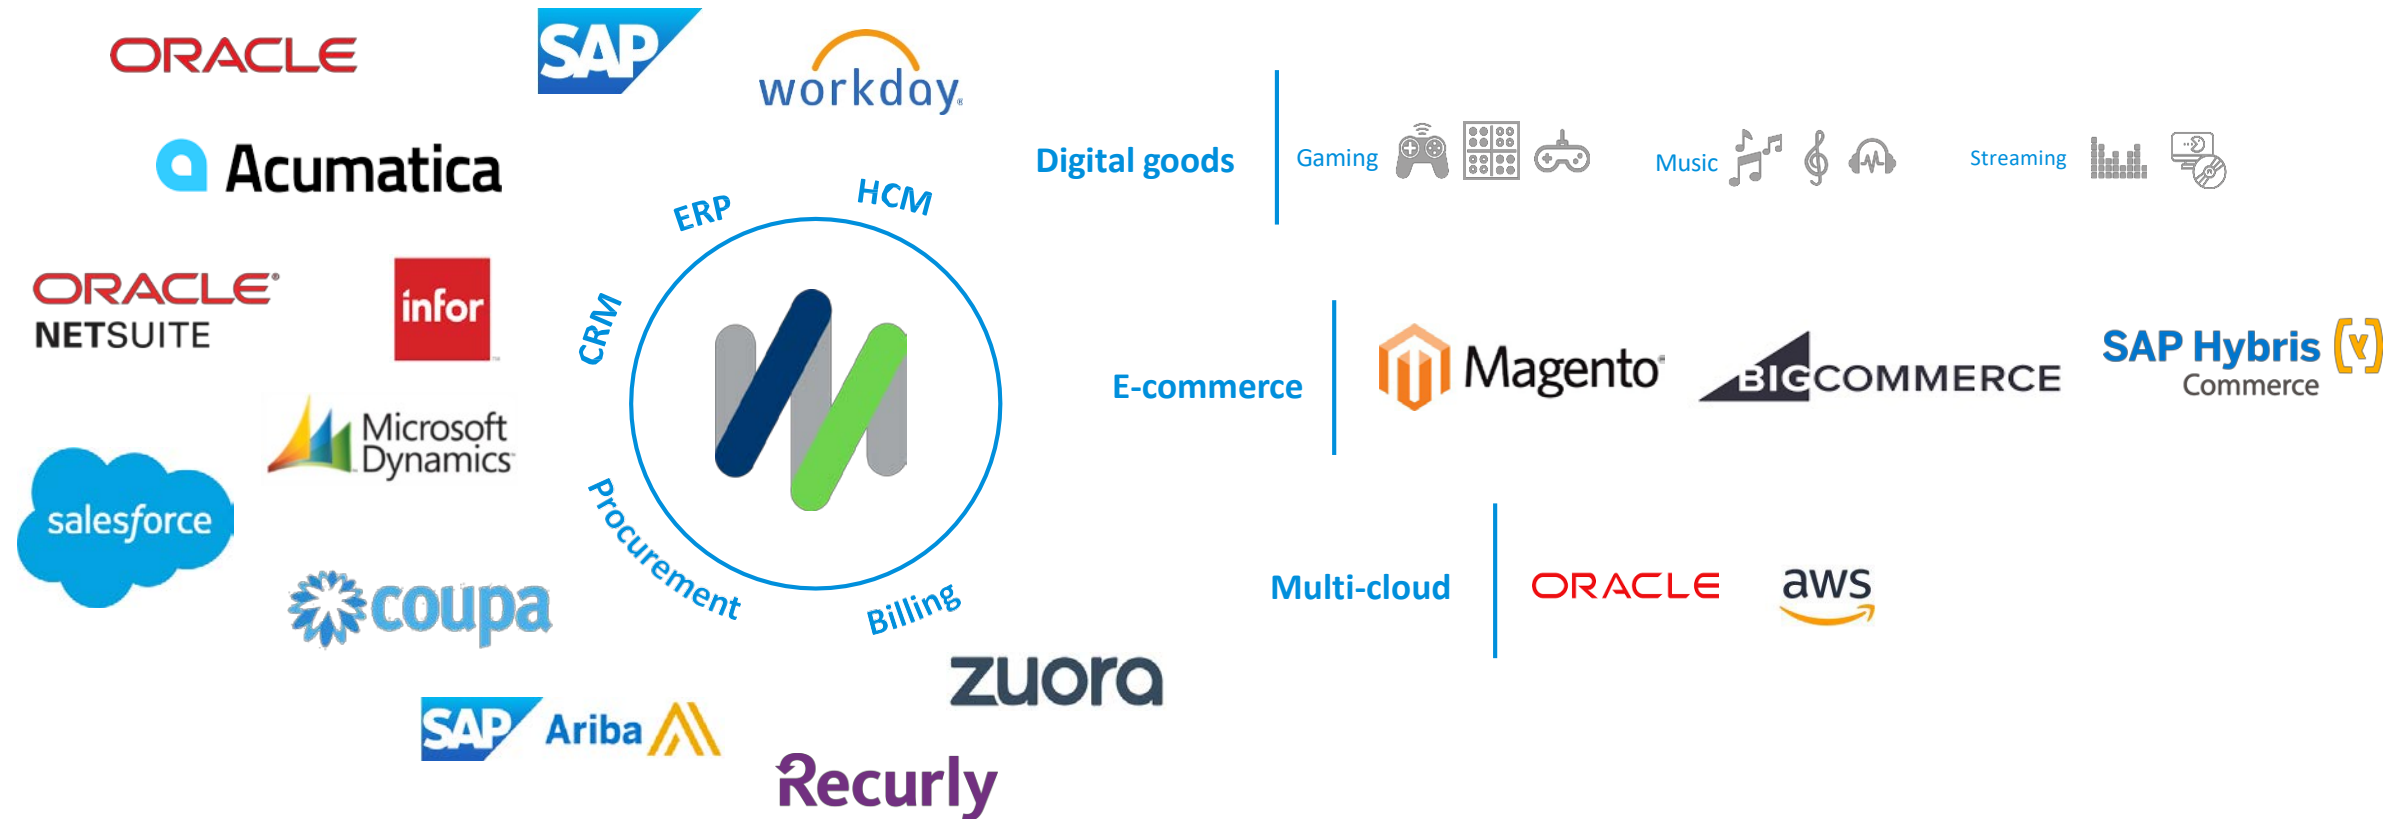 ORACLE
SAP
workday®
Acumatica
Digital goods
Gaming
Music
Streaming
ERP
HCM
ORACLE®
NETSUITE
infor
CRM
E-commerce
Magento
BIGCOMMERCE
SAP Hybris (y)
Commerce
Microsoft
Dynamics
salesforce
Procurement
coupa
Billing
Multi-cloud
ORACLE
aws
zuora
SAP Ariba
Recurly